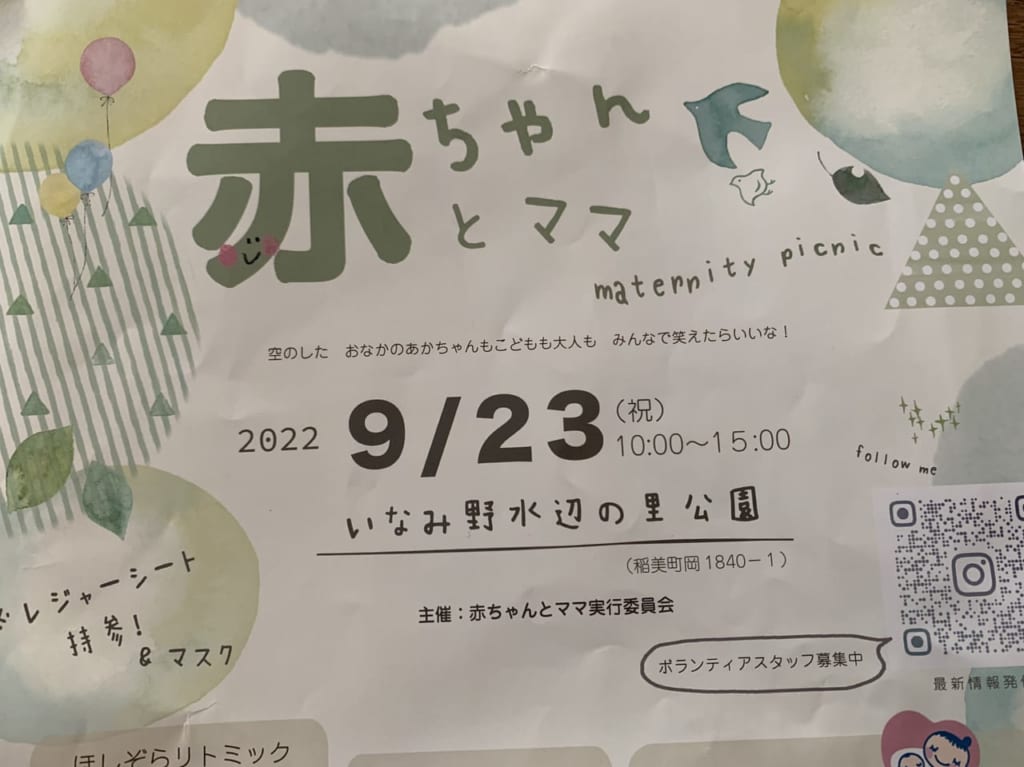 赤ちゃん
とママ
maternity picnic
空のした　おなかのあかちゃんもこどもも大人も　みんなで笑えたらいいな！
2022 9/23（祝）
10:00〜15:00
いなみ野水辺の里公園
（稲美町岡1840−1）
follow me
主催：赤ちゃんとママ実行委員会
レジャーシート
持参！
& マスク
ボランティアスタッフ募集中
最新情報発
ほしぞらリトミック